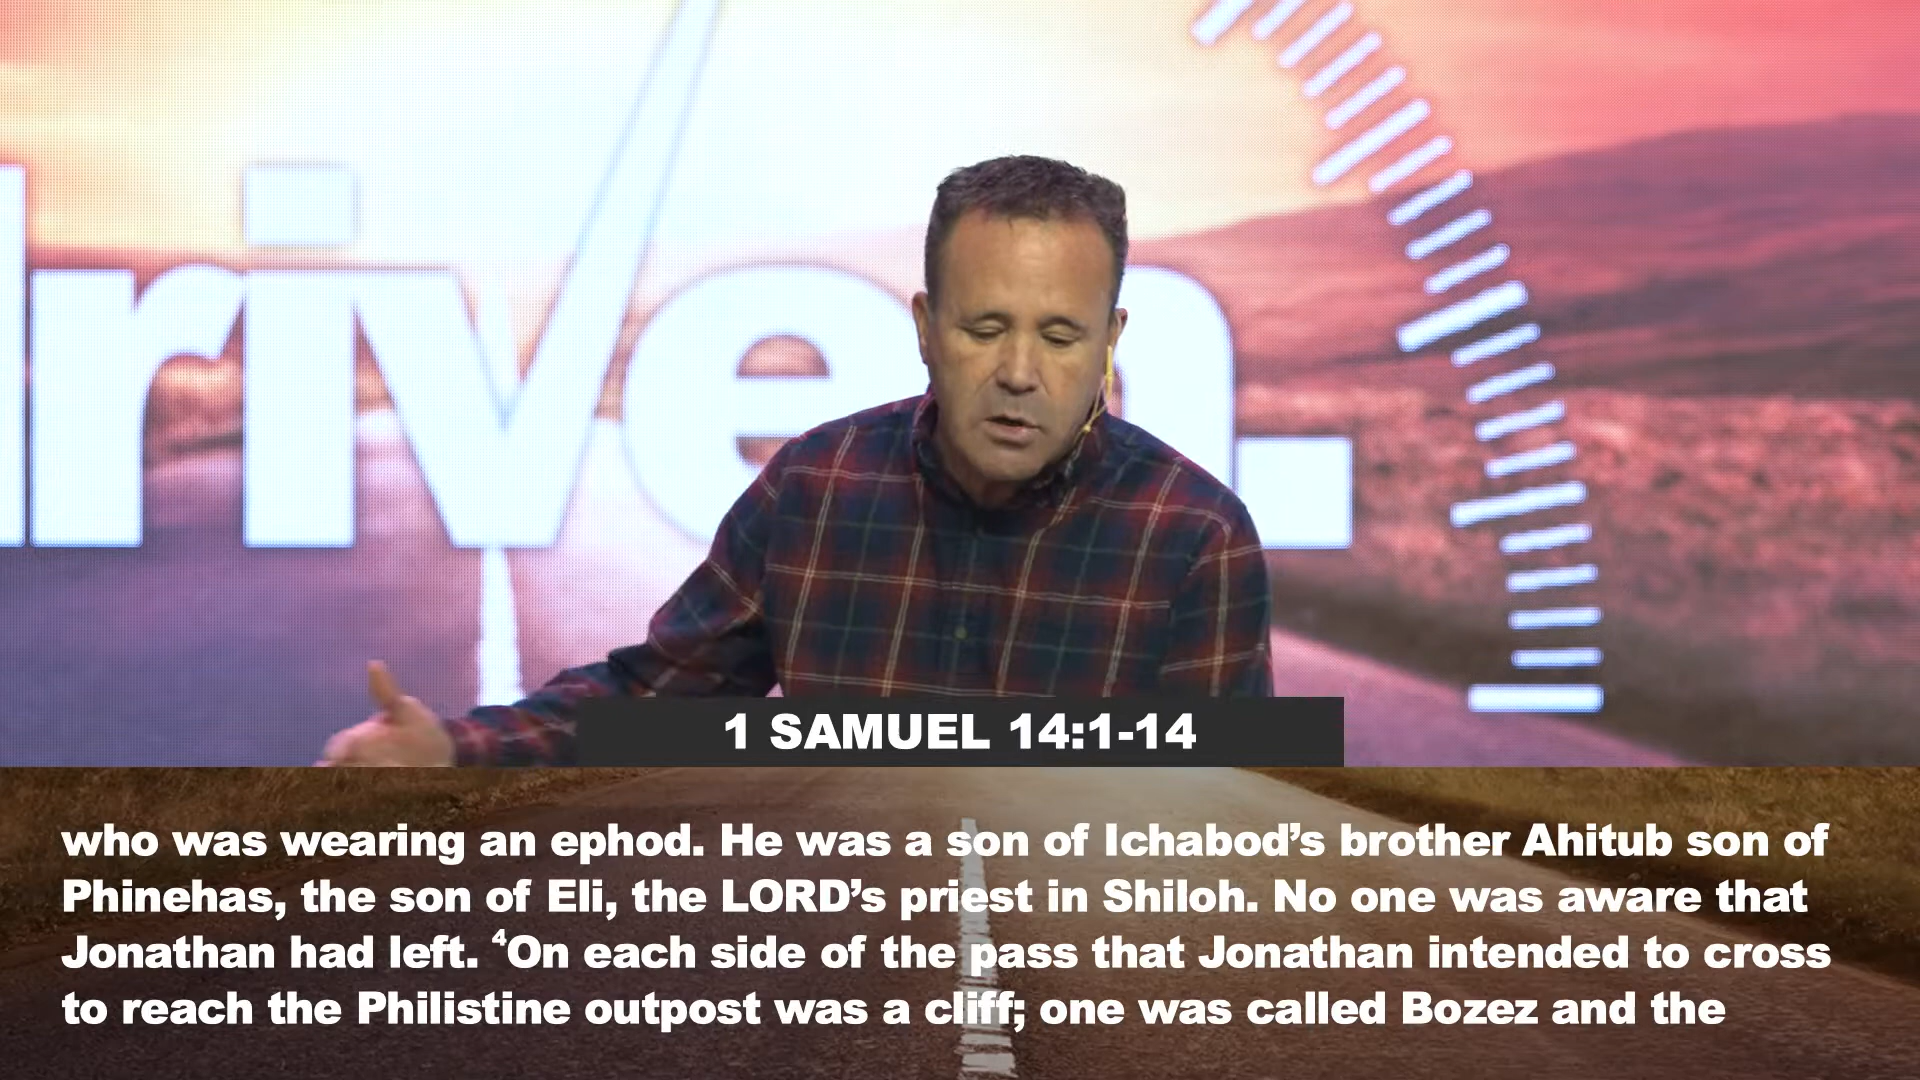 riven.
1 SAMUEL 14:1-14
who was wearing an ephod. He was a son of Ichabod’s brother Ahitub son of
Phinehas, the son of Eli, the LORD’s priest in Shiloh. No one was aware that
Jonathan had left. ⁴On each side of the pass that Jonathan intended to cross
to reach the Philistine outpost was a cliff; one was called Bozez and the